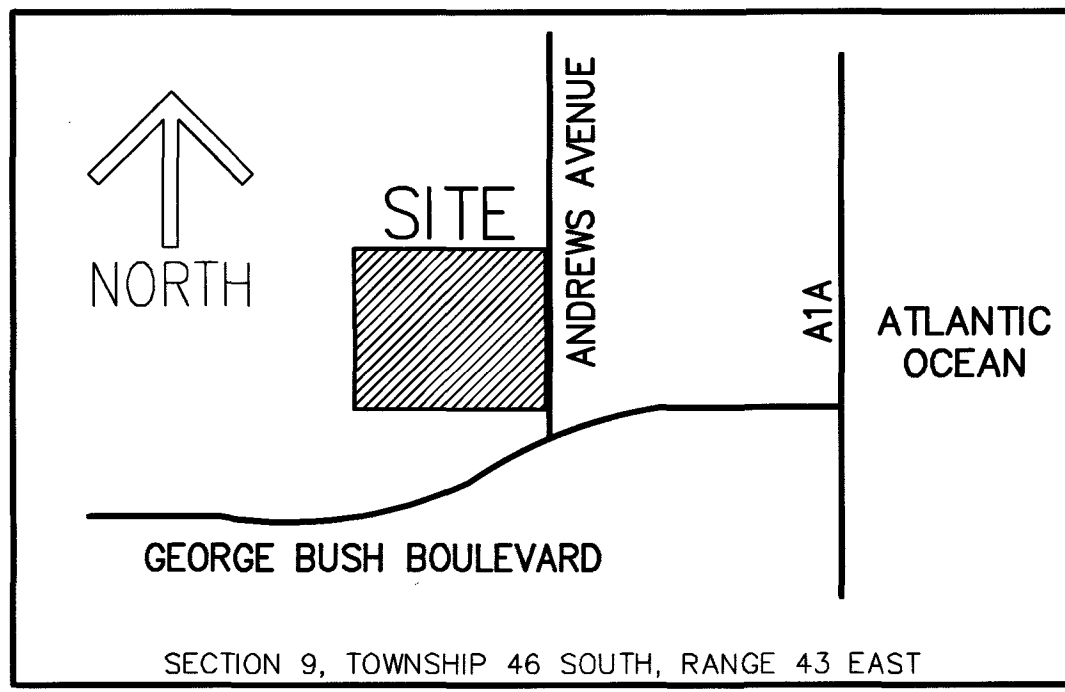 SITE
NORTH
ANDREWS AVENUE
A1A
ATLANTIC
OCEAN
GEORGE BUSH BOULEVARD
SECTION 9, TOWNSHIP 46 SOUTH, RANGE 43 EAST